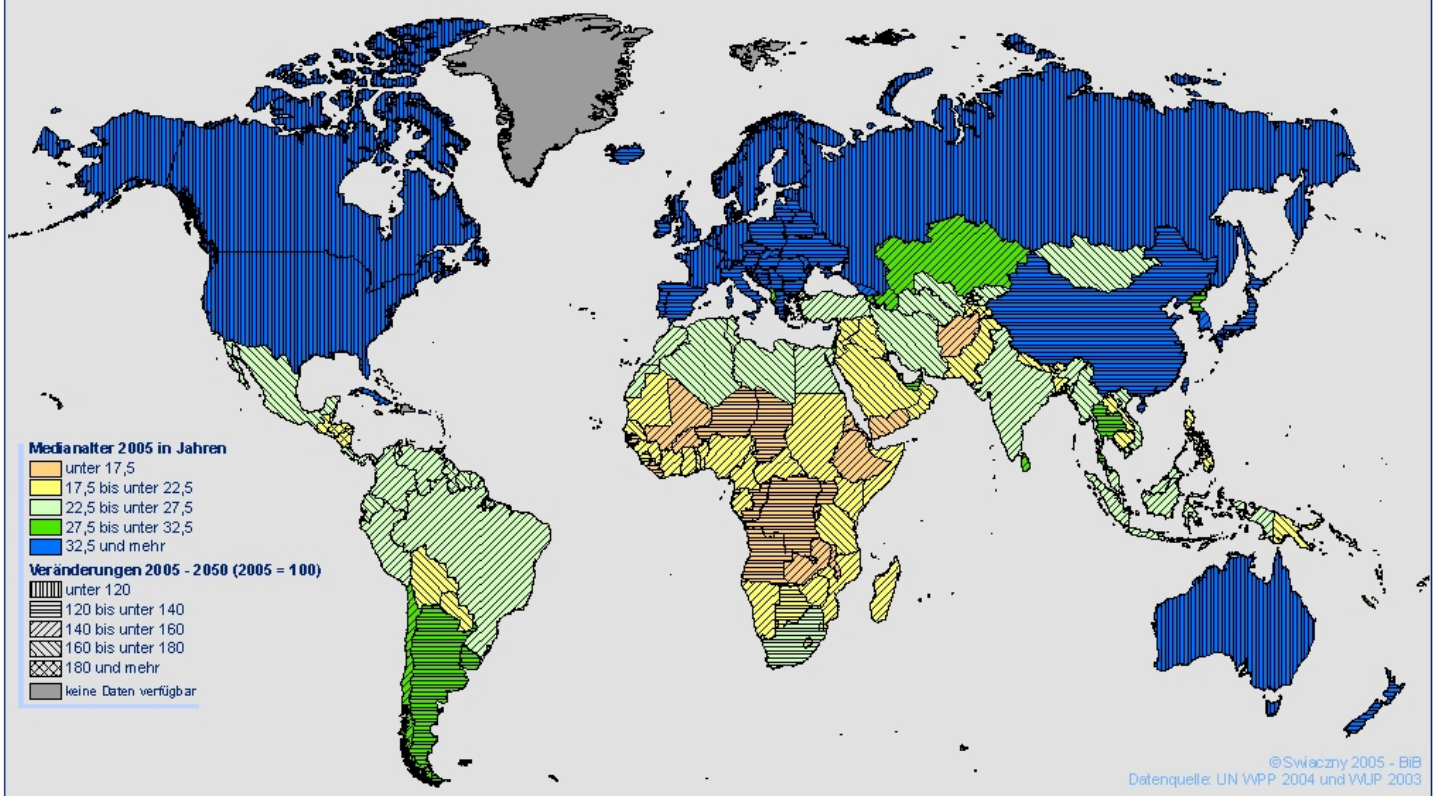 Medianalter 2005 in Jahren
unter 17,5
17,5 bis unter 22,5
22,5 bis unter 27,5
27,5 bis unter 32,5
32,5 und mehr
Veränderungen 2005 - 2050 (2005 = 100)
unter 120
120 bis unter 140
140 bis unter 160
160 bis unter 180
180 und mehr
keine Daten verfügbar
©Swiaczny 2005 - BiB
Datenquelle: UN WPP 2004 und WUP 2003